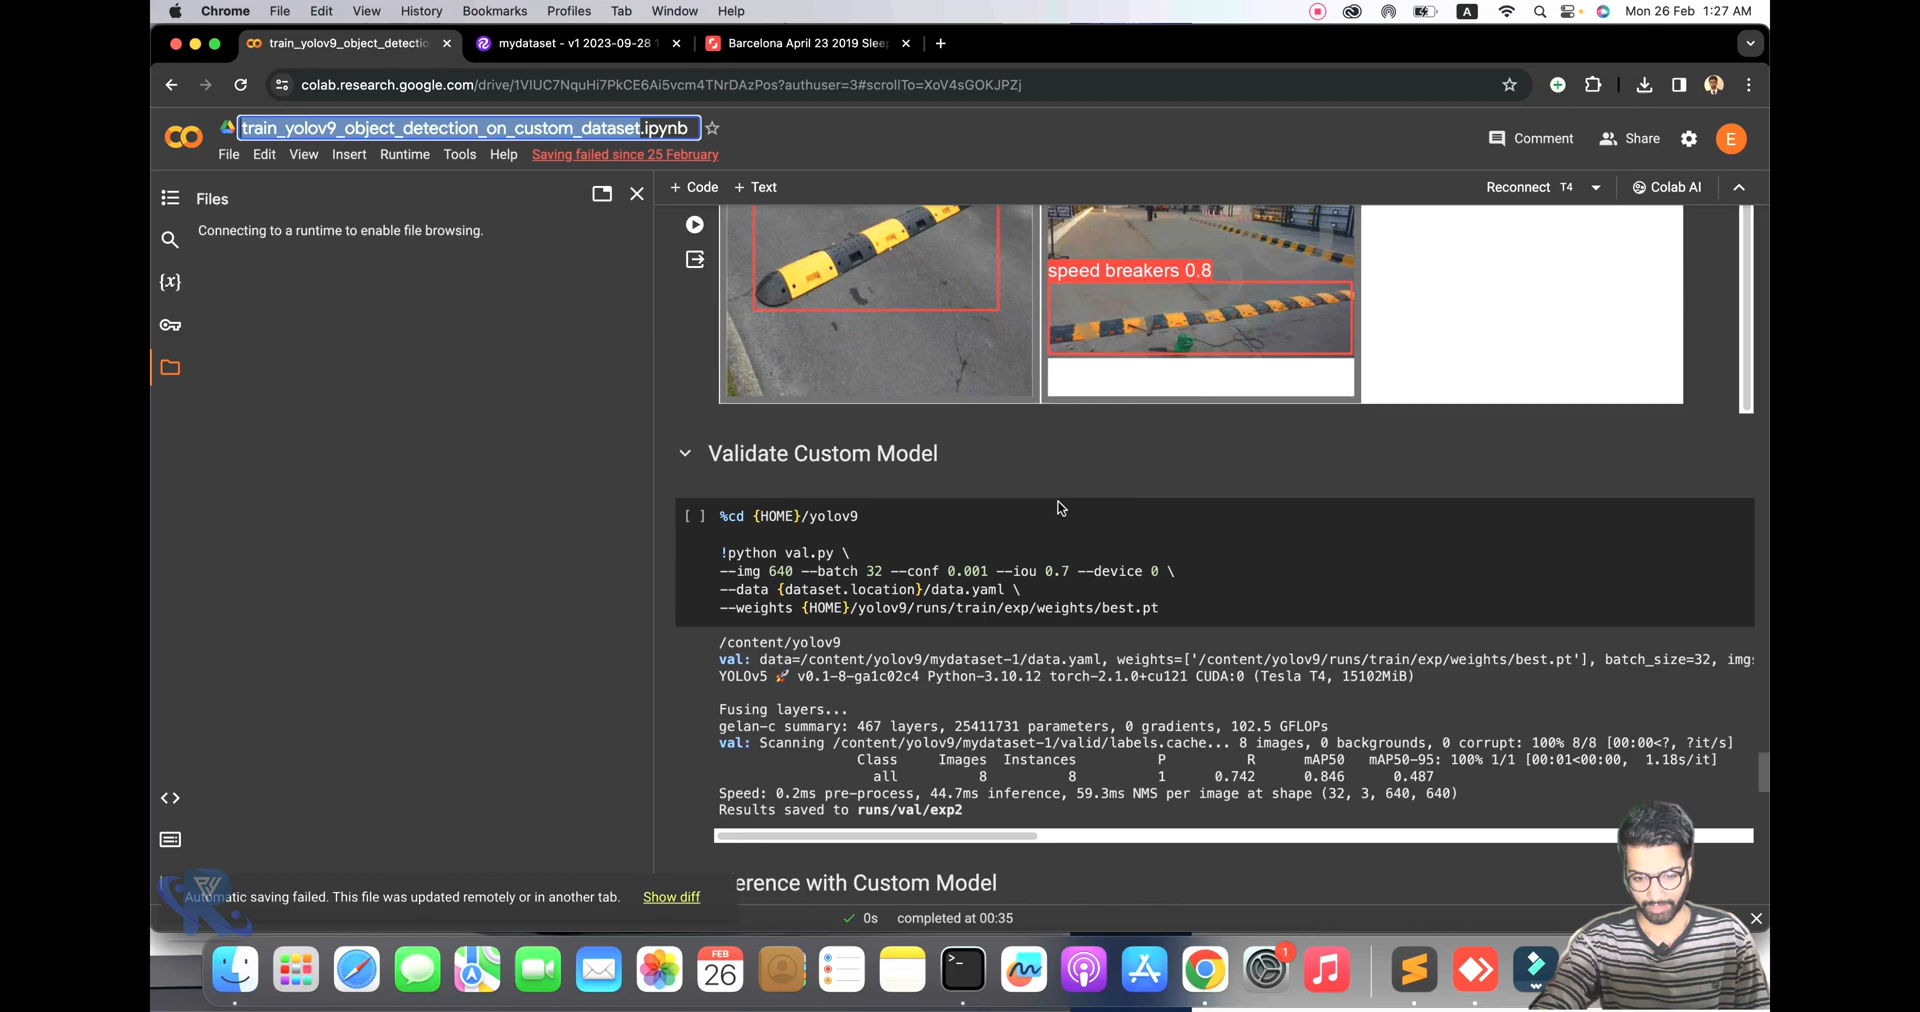 Chrome File Edit View History Bookmarks Profiles Tab Window Help
A Mon 26 Feb 1:27 AM
train_yolov9_object_detectio
mydataset - v1 2023-09-28 1
Barcelona April 23 2019 Slee
colab.research.google.com/drive/1VlUC7NquHi7PkCE6Ai5vcm4TNrDAzPos?authuser=3#scrollTo=XoV4sGOKJPZj
train_yolov9_object_detection_on_custom_dataset.ipynb
Comment Share E
File Edit View Insert Runtime Tools Help Saving failed since 25 February
Files
+ Code + Text
Reconnect T4 Colab AI
Connecting to a runtime to enable file browsing.
{x}
speed breakers 0.8
Validate Custom Model
[ ] %cd {HOME}/yolov9
!python val.py \
--img 640 --batch 32 --conf 0.001 --iou 0.7 --device 0 \
--data {dataset.location}/data.yaml \
--weights {HOME}/yolov9/runs/train/exp/weights/best.pt
/content/yolov9
val: data=/content/yolov9/mydataset-1/data.yaml, weights=['/content/yolov9/runs/train/exp/weights/best.pt'], batch_size=32, imgs
YOLOv5 🚀 v0.1-8-ga1c02c4 Python-3.10.12 torch-2.1.0+cu121 CUDA:0 (Tesla T4, 15102MiB)
Fusing layers...
gelan-c summary: 467 layers, 25411731 parameters, 0 gradients, 102.5 GFLOPs
val: Scanning /content/yolov9/mydataset-1/valid/labels.cache... 8 images, 0 backgrounds, 0 corrupt: 100% 8/8 [00:00<?, ?it/s]
Class Images Instances P R mAP50 mAP50-95: 100% 1/1 [00:01<00:00, 1.18s/it]
all 8 8 1 0.742 0.846 0.487
Speed: 0.2ms pre-process, 44.7ms inference, 59.3ms NMS per image at shape (32, 3, 640, 640)
Results saved to runs/val/exp2
erence with Custom Model
Automatic saving failed. This file was updated remotely or in another tab. Show diff
0s completed at 00:35
FEB
26
1